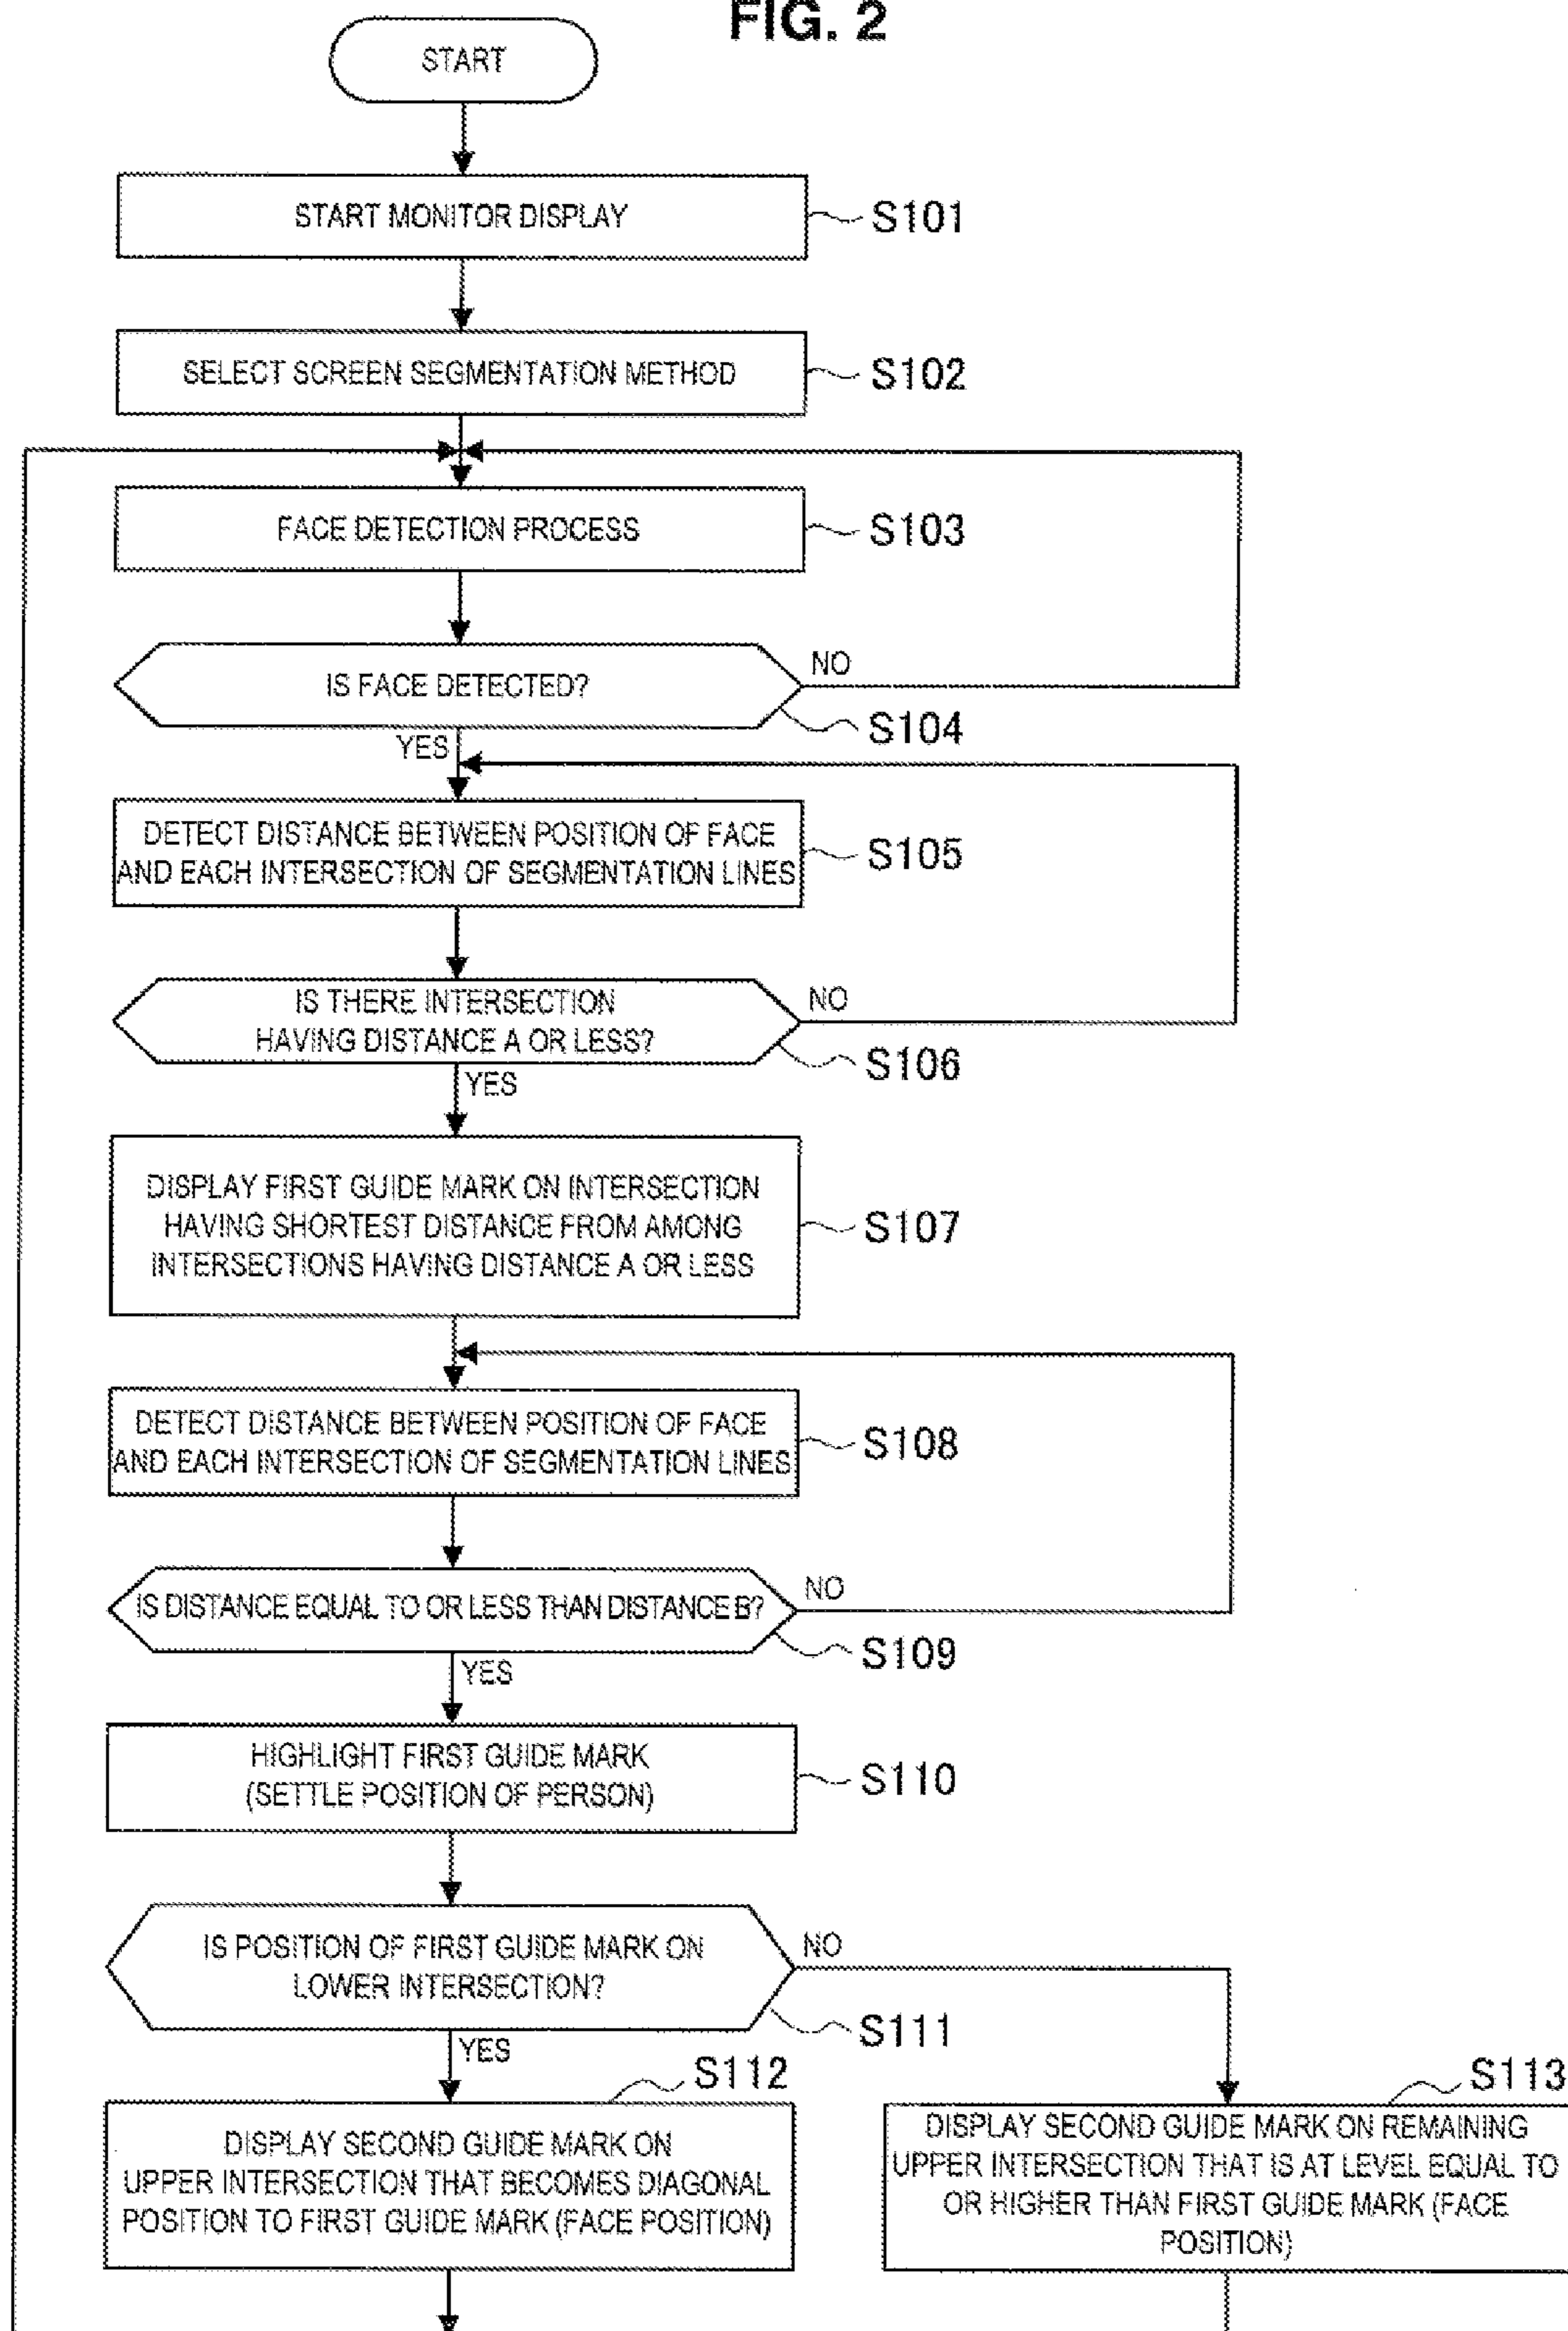 FIG. 2
START
START MONITOR DISPLAY
S101
SELECT SCREEN SEGMENTATION METHOD
S102
FACE DETECTION PROCESS
S103
IS FACE DETECTED?
NO
S104
YES
DETECT DISTANCE BETWEEN POSITION OF FACE
AND EACH INTERSECTION OF SEGMENTATION LINES
S105
IS THERE INTERSECTION
HAVING DISTANCE A OR LESS?
NO
S106
YES
DISPLAY FIRST GUIDE MARK ON INTERSECTION
HAVING SHORTEST DISTANCE FROM AMONG
INTERSECTIONS HAVING DISTANCE A OR LESS
S107
DETECT DISTANCE BETWEEN POSITION OF FACE
AND EACH INTERSECTION OF SEGMENTATION LINES
S108
IS DISTANCE EQUAL TO OR LESS THAN DISTANCE B?
NO
S109
YES
HIGHLIGHT FIRST GUIDE MARK
(SETTLE POSITION OF PERSON)
S110
IS POSITION OF FIRST GUIDE MARK ON
LOWER INTERSECTION?
NO
S111
YES
S112
DISPLAY SECOND GUIDE MARK ON
UPPER INTERSECTION THAT BECOMES DIAGONAL
POSITION TO FIRST GUIDE MARK (FACE POSITION)
S113
DISPLAY SECOND GUIDE MARK ON REMAINING
UPPER INTERSECTION THAT IS AT LEVEL EQUAL TO
OR HIGHER THAN FIRST GUIDE MARK (FACE
POSITION)